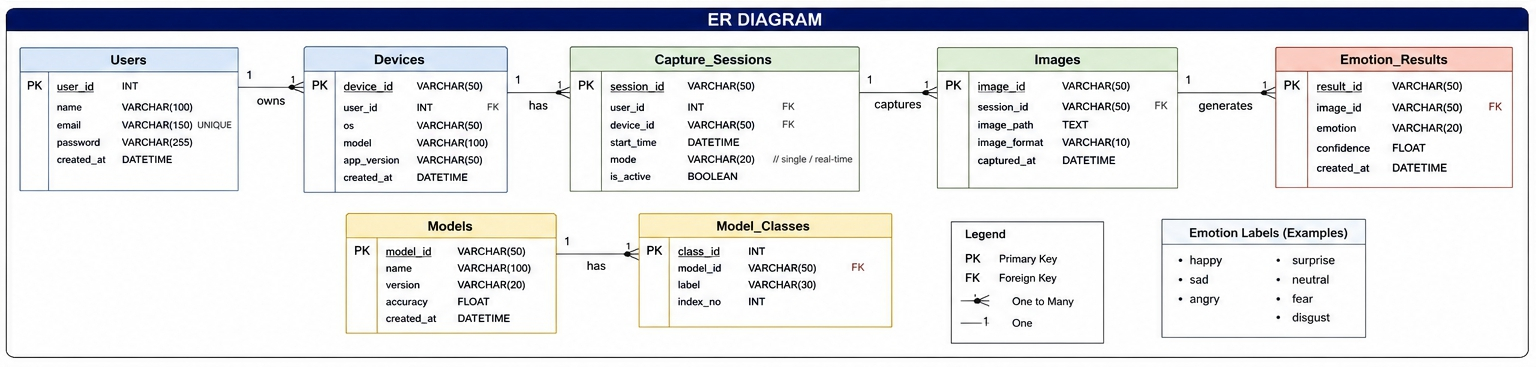 ER DIAGRAM
Users
PK user_id INT
name VARCHAR(100)
email VARCHAR(150) UNIQUE
password VARCHAR(255)
created_at DATETIME
1 1
owns
Devices
PK device_id VARCHAR(50)
user_id INT FK
os VARCHAR(50)
model VARCHAR(100)
app_version VARCHAR(50)
created_at DATETIME
1 1
has
Capture_Sessions
PK session_id VARCHAR(50)
user_id INT FK
device_id VARCHAR(50) FK
start_time DATETIME
mode VARCHAR(20) // single / real-time
is_active BOOLEAN
1 1
captures
Images
PK image_id VARCHAR(50)
session_id VARCHAR(50) FK
image_path TEXT
image_format VARCHAR(10)
captured_at DATETIME
1 1
generates
Emotion_Results
PK result_id VARCHAR(50)
image_id VARCHAR(50) FK
emotion VARCHAR(20)
confidence FLOAT
created_at DATETIME
Models
PK model_id VARCHAR(50)
name VARCHAR(100)
version VARCHAR(20)
accuracy FLOAT
created_at DATETIME
1 1
has
Model_Classes
PK class_id INT
model_id VARCHAR(50) FK
label VARCHAR(30)
index_no INT
Legend
PK Primary Key
FK Foreign Key
One to Many
1 One
Emotion Labels (Examples)
• happy
• sad
• angry
• surprise
• neutral
• fear
• disgust